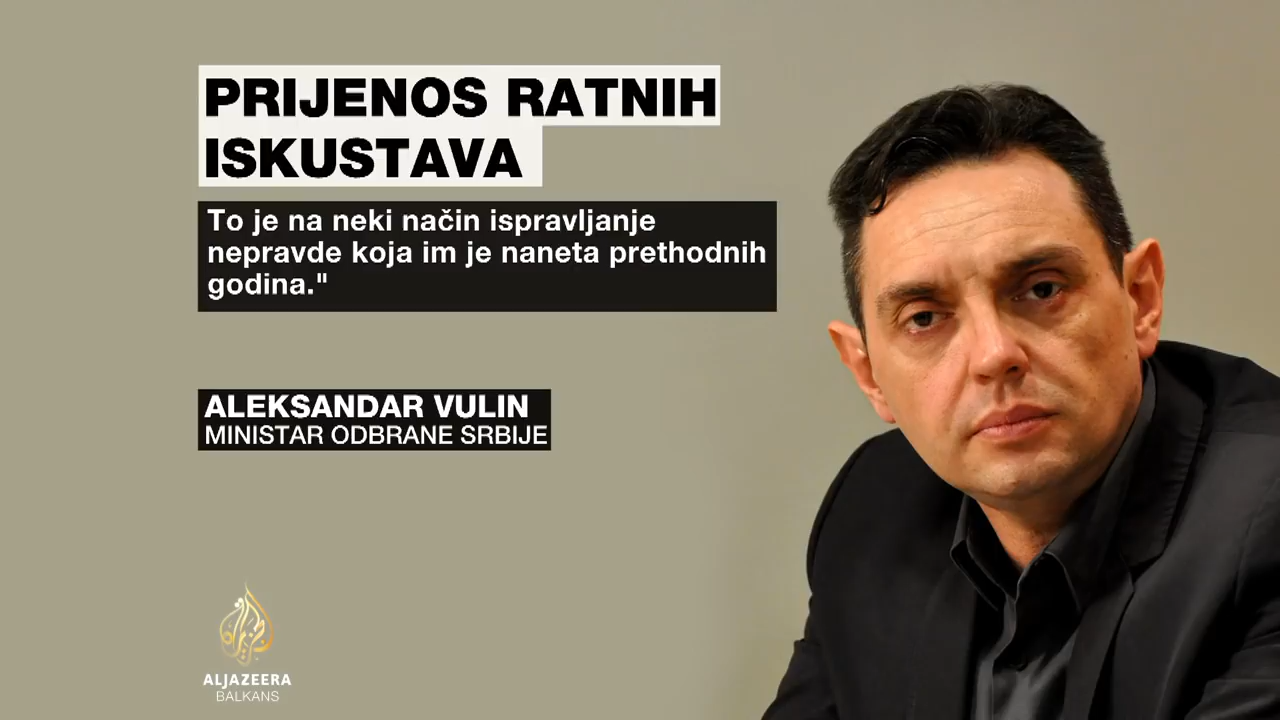 PRIJENOS RATNIH
ISKUSTAVA
To je na neki način ispravljanje
nepravde koja im je naneta prethodnih
godina."
ALEKSANDAR VULIN
MINISTAR ODBRANE SRBIJE
ALJAZEERA
BALKANS